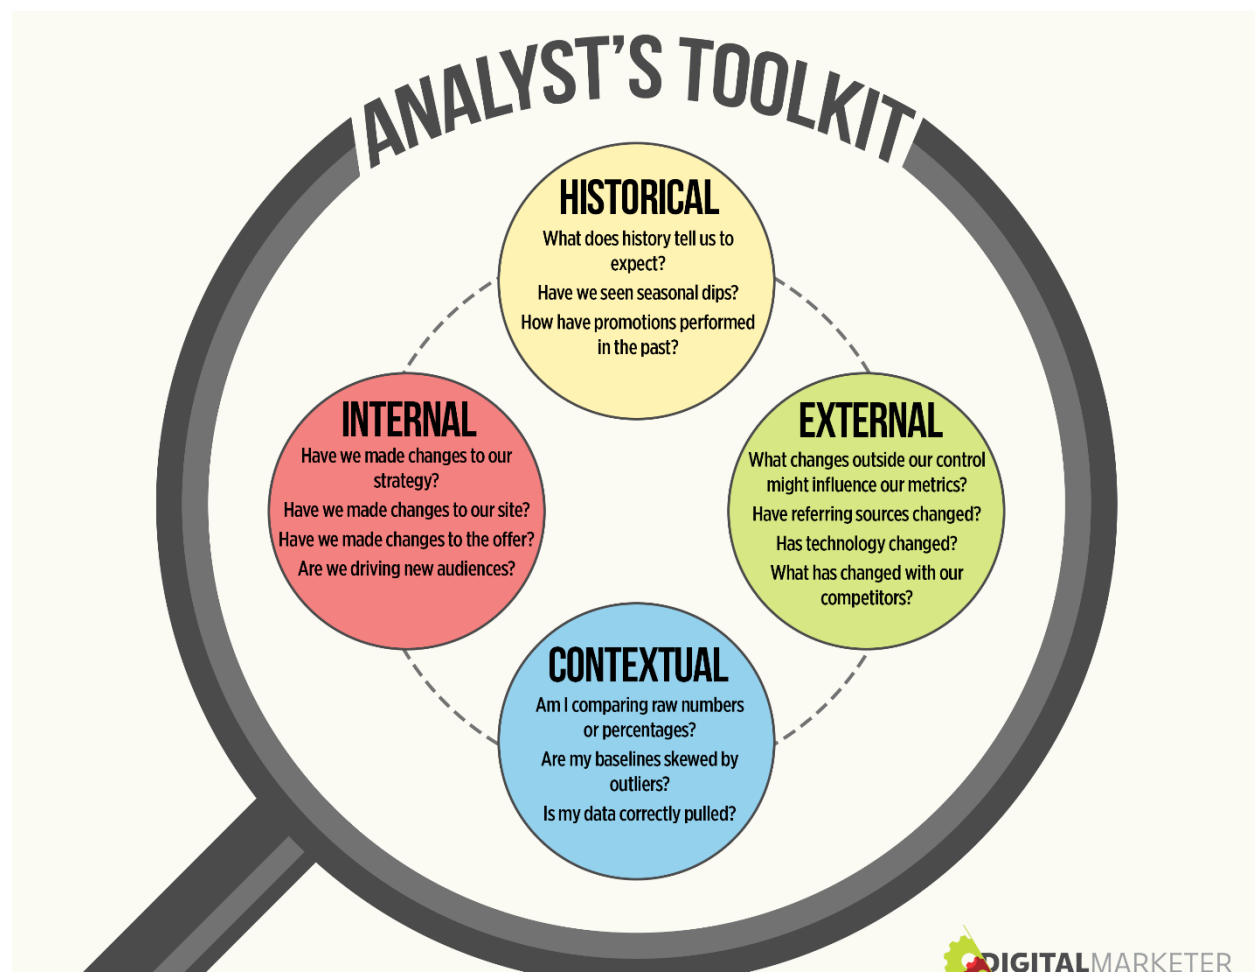 ANALYST'S TOOLKIT
HISTORICAL
What does history tell us to
expect?
Have we seen seasonal dips?
How have promotions performed
in the past?
INTERNAL
Have we made changes to our
strategy?
Have we made changes to our site?
Have we made changes to the offer?
Are we driving new audiences?
EXTERNAL
What changes outside our control
might influence our metrics?
Have referring sources changed?
Has technology changed?
What has changed with our
competitors?
CONTEXTUAL
Am I comparing raw numbers
or percentages?
Are my baselines skewed by
outliers?
Is my data correctly pulled?
DIGITALMARKETER